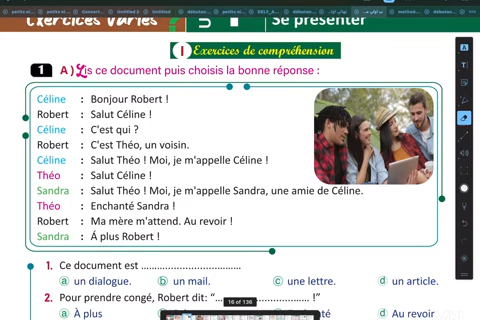 Exercices variés
Se présenter
I Exercices de compréhension
1 A) Lis ce document puis choisis la bonne réponse :
Céline : Bonjour Robert !
Robert : Salut Céline !
Céline : C'est qui ?
Robert : C'est Théo, un voisin.
Céline : Salut Théo ! Moi, je m'appelle Céline !
Théo : Salut Céline !
Sandra : Salut Théo ! Moi, je m'appelle Sandra, une amie de Céline.
Théo : Enchanté Sandra !
Robert : Ma mère m'attend. Au revoir !
Sandra : Á plus Robert !
1. Ce document est ………………………………
a un dialogue. b un mail. c une lettre. d un article.
2. Pour prendre congé, Robert dit: “…………………………… !”
16 of 136
a À plus d Au revoir